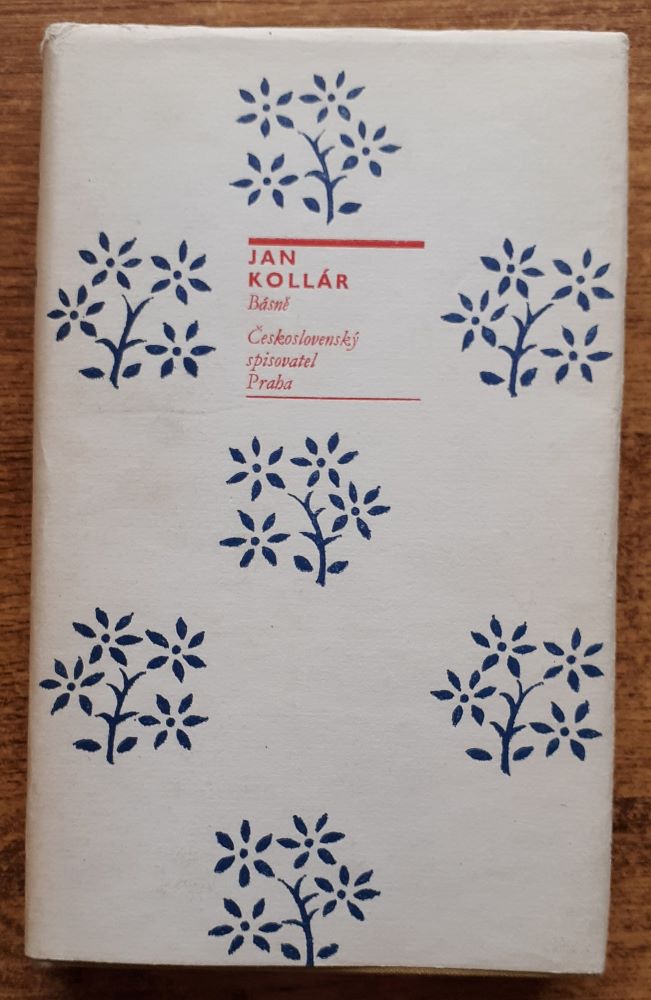 JAN
KOLLÁR
Básně
Československý
spisovatel
Praha